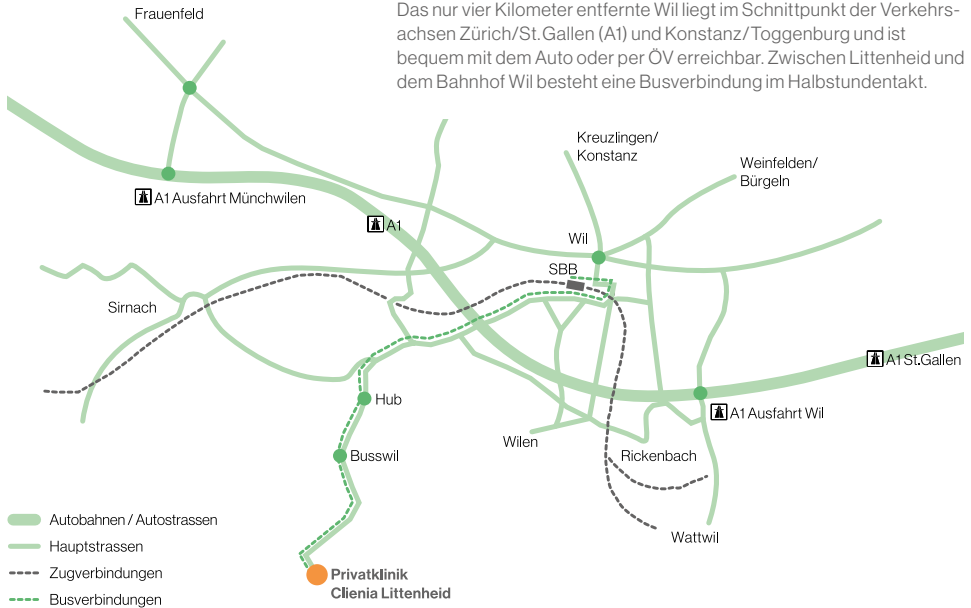 Frauenfeld
Das nur vier Kilometer entfernte Wil liegt im Schnittpunkt der Verkehrs-
achsen Zürich/St.Gallen (A1) und Konstanz/Toggenburg und ist
bequem mit dem Auto oder per ÖV erreichbar. Zwischen Littenheid und
dem Bahnhof Wil besteht eine Busverbindung im Halbstundentakt.
Kreuzlingen/
Konstanz
Weinfelden/
Bürgeln
A1 Ausfahrt Münchwilen
A1
Wil
SBB
Sirnach
A1 St.Gallen
Hub
A1 Ausfahrt Wil
Wilen
Busswil
Rickenbach
Wattwil
Autobahnen / Autostrassen
Hauptstrassen
Zugverbindungen
Busverbindungen
Privatklinik
Clienia Littenheid